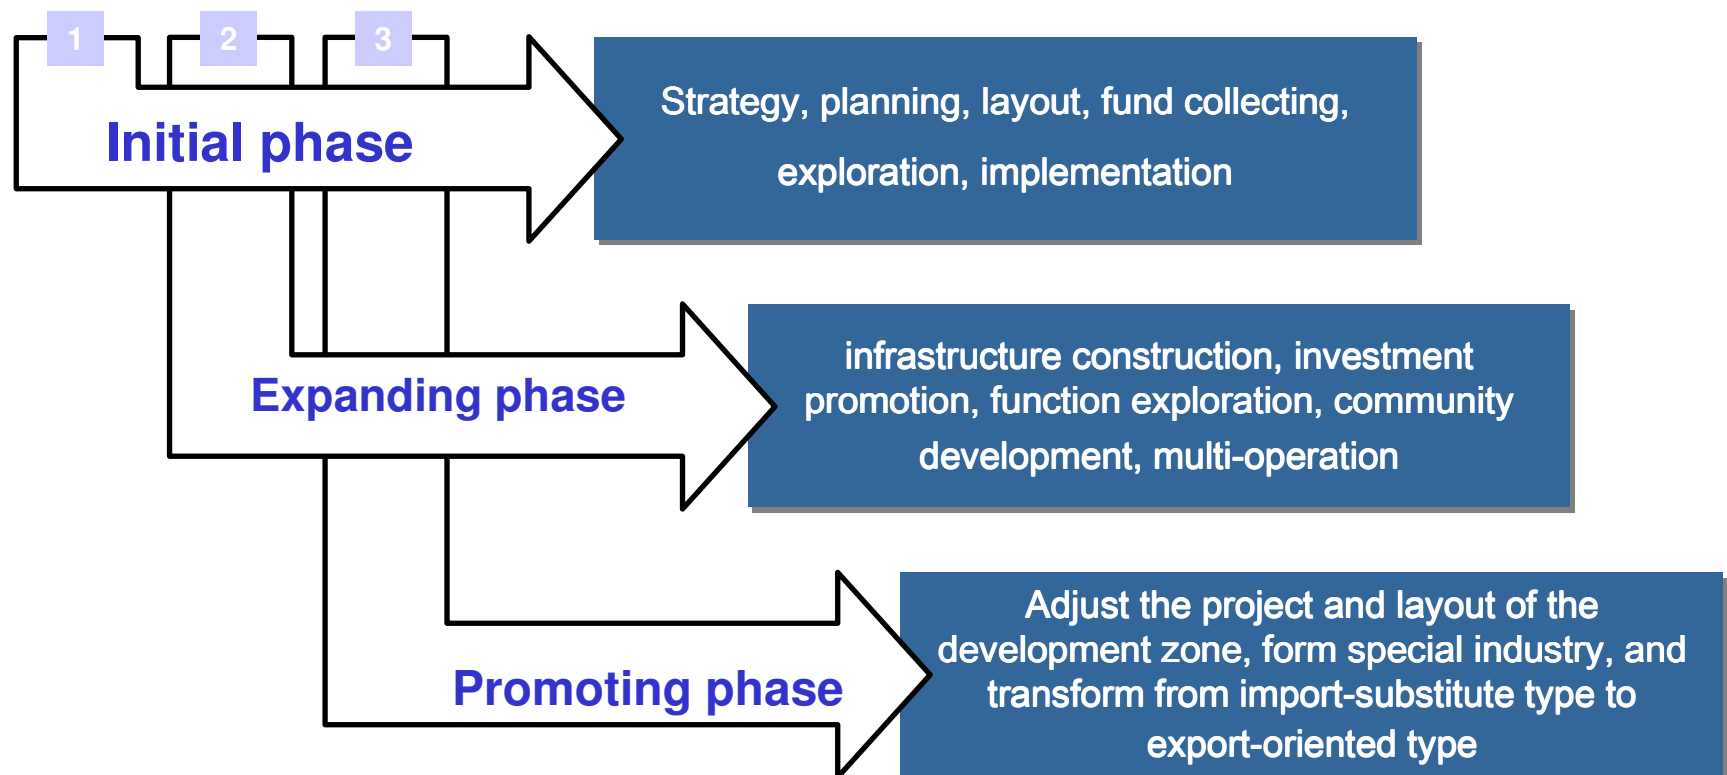 1
2
3
Initial phase
Strategy, planning, layout, fund collecting,
exploration, implementation
Expanding phase
infrastructure construction, investment
promotion, function exploration, community
development, multi-operation
Promoting phase
Adjust the project and layout of the
development zone, form special industry, and
transform from import-substitute type to
export-oriented type